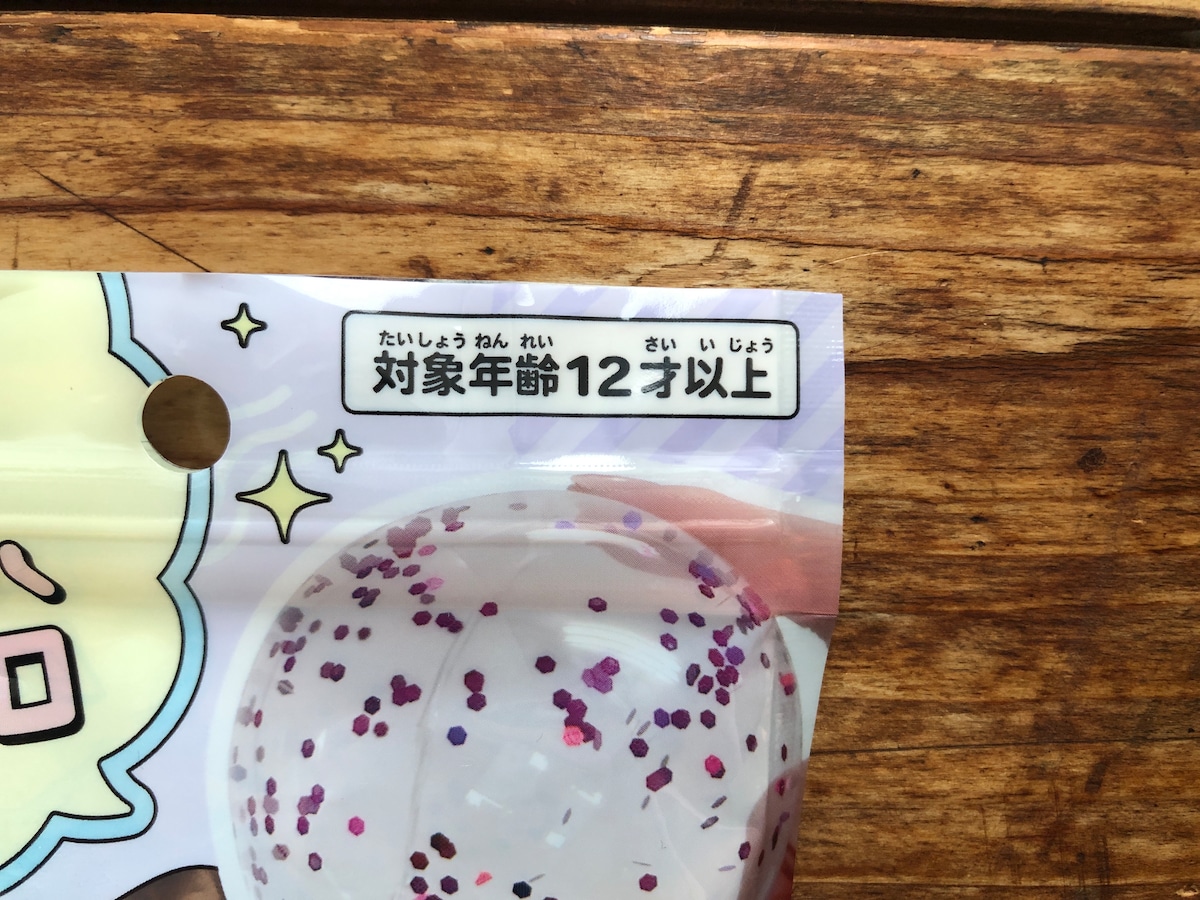 たいしょう ねん れい さい い じょう
対象年齢12才以上